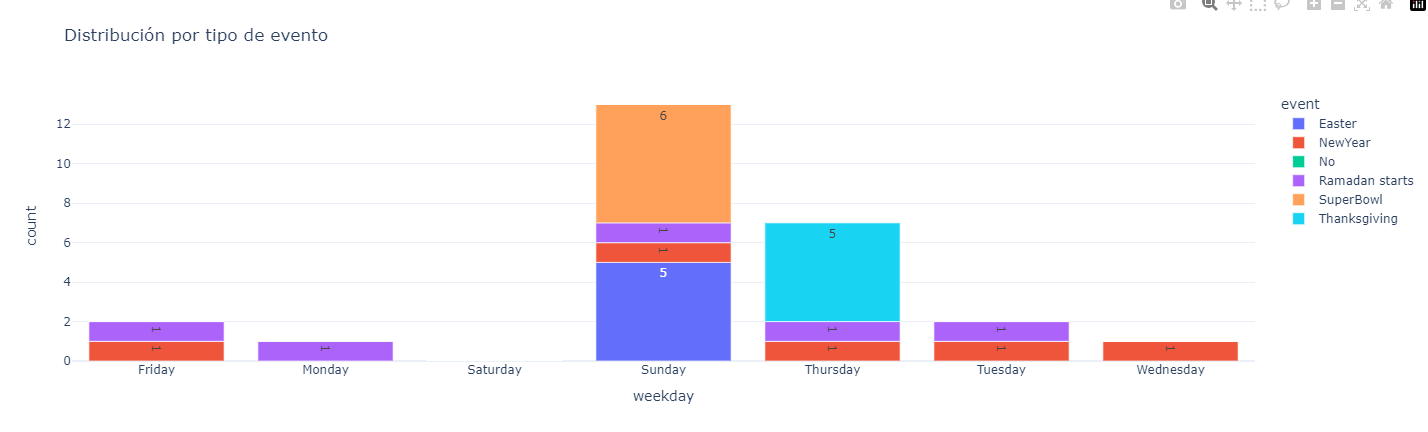 Distribución por tipo de evento
count
12
10
8
6
4
2
0
1
1
1
6
1
1
5
5
1
1
1
1
1
Friday
Monday
Saturday
Sunday
Thursday
Tuesday
Wednesday
weekday
event
Easter
NewYear
No
Ramadan starts
SuperBowl
Thanksgiving